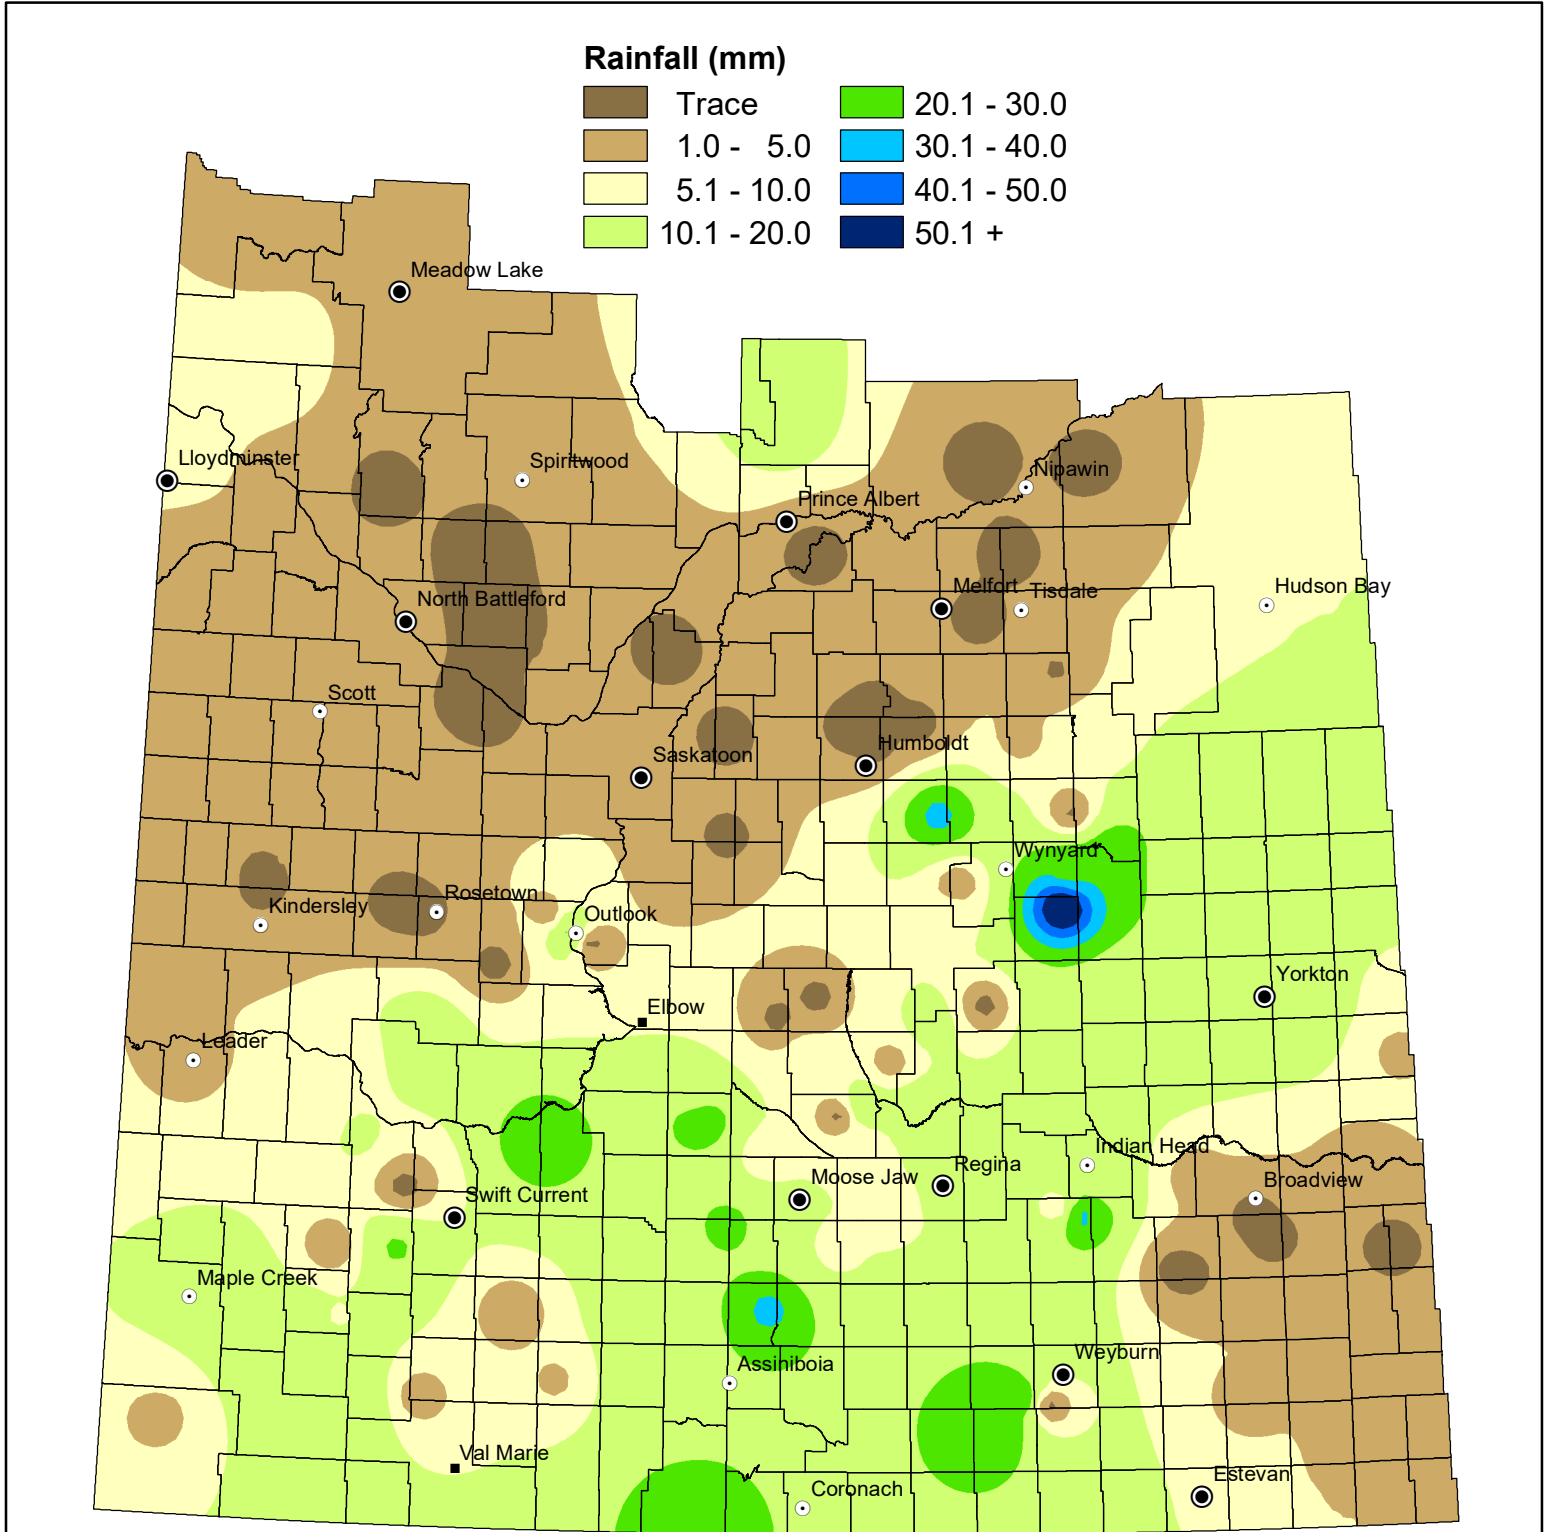 Rainfall (mm)
Trace
20.1 - 30.0
1.0 - 5.0
30.1 - 40.0
5.1 - 10.0
40.1 - 50.0
10.1 - 20.0
50.1 +
Meadow Lake
Lloydminster
Spiritwood
Nipawin
Prince Albert
Hudson Bay
Melfort
Tisdale
North Battleford
Scott
Humboldt
Saskatoon
Wynyard
Rosetown
Kindersley
Outlook
Yorkton
Elbow
Leader
Indian Head
Regina
Moose Jaw
Broadview
Swift Current
Maple Creek
Weyburn
Assiniboia
Val Marie
Estevan
Coronach